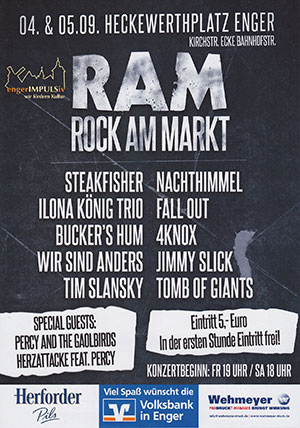 04. & 05.09. HECKEWERTHPLATZ ENGER
KIRCHSTR. ECKE BAHNHOFSTR.
engerIMPULSiv
wir fördern Kultur
RAM
ROCK AM MARKT
STEAKFISHER
ILONA KÖNIG TRIO
BUCKER'S HUM
WIR SIND ANDERS
TIM SLANSKY
NACHTHIMMEL
FALL OUT
4KNOX
JIMMY SLICK
TOMB OF GIANTS
SPECIAL GUESTS:
PERCY AND THE GADLBIRDS
HERZATTACKE FEAT. PERCY
Eintritt 5,- Euro
In der ersten Stunde Eintritt frei!
KONZERTBEGINN: FR 19 UHR / SA 18 UHR
Herforder
Pils
Viel Spaß wünscht die
Volksbank
in Enger
Wehmeyer